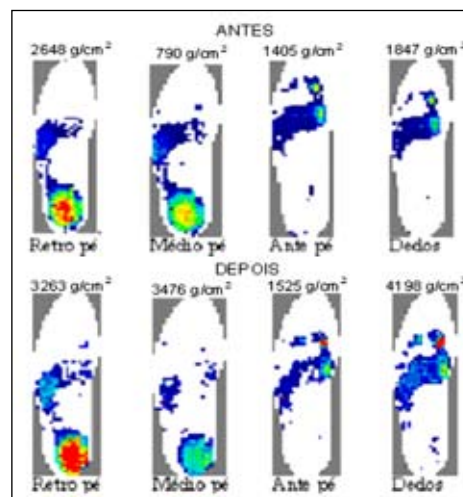 ANTES
2648 g/cm² 790 g/cm² 1405 g/cm² 1847 g/cm²
Retro pé Médio pé Ante pé Dedos
DEPOIS
3263 g/cm² 3476 g/cm² 1525 g/cm² 4198 g/cm²
Retro pé Médio pé Ante pé Dedos